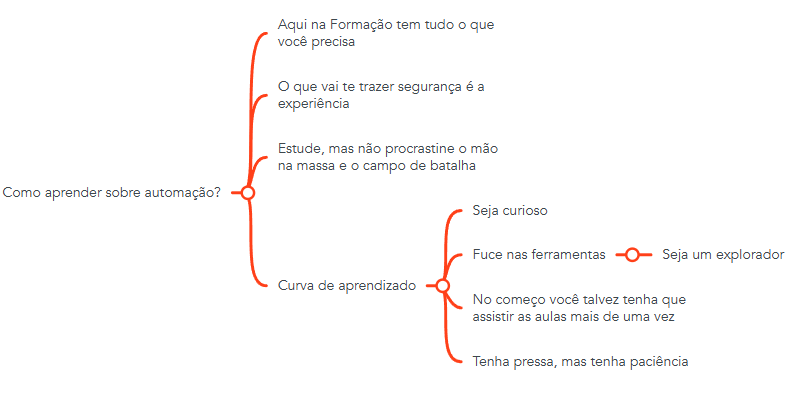 Aqui na Formação tem tudo o que
você precisa
O que vai te trazer segurança é a
experiência
Estude, mas não procrastine o mão
na massa e o campo de batalha
Como aprender sobre automação?
Seja curioso
Fuce nas ferramentas
Seja um explorador
Curva de aprendizado
No começo você talvez tenha que
assistir as aulas mais de uma vez
Tenha pressa, mas tenha paciência